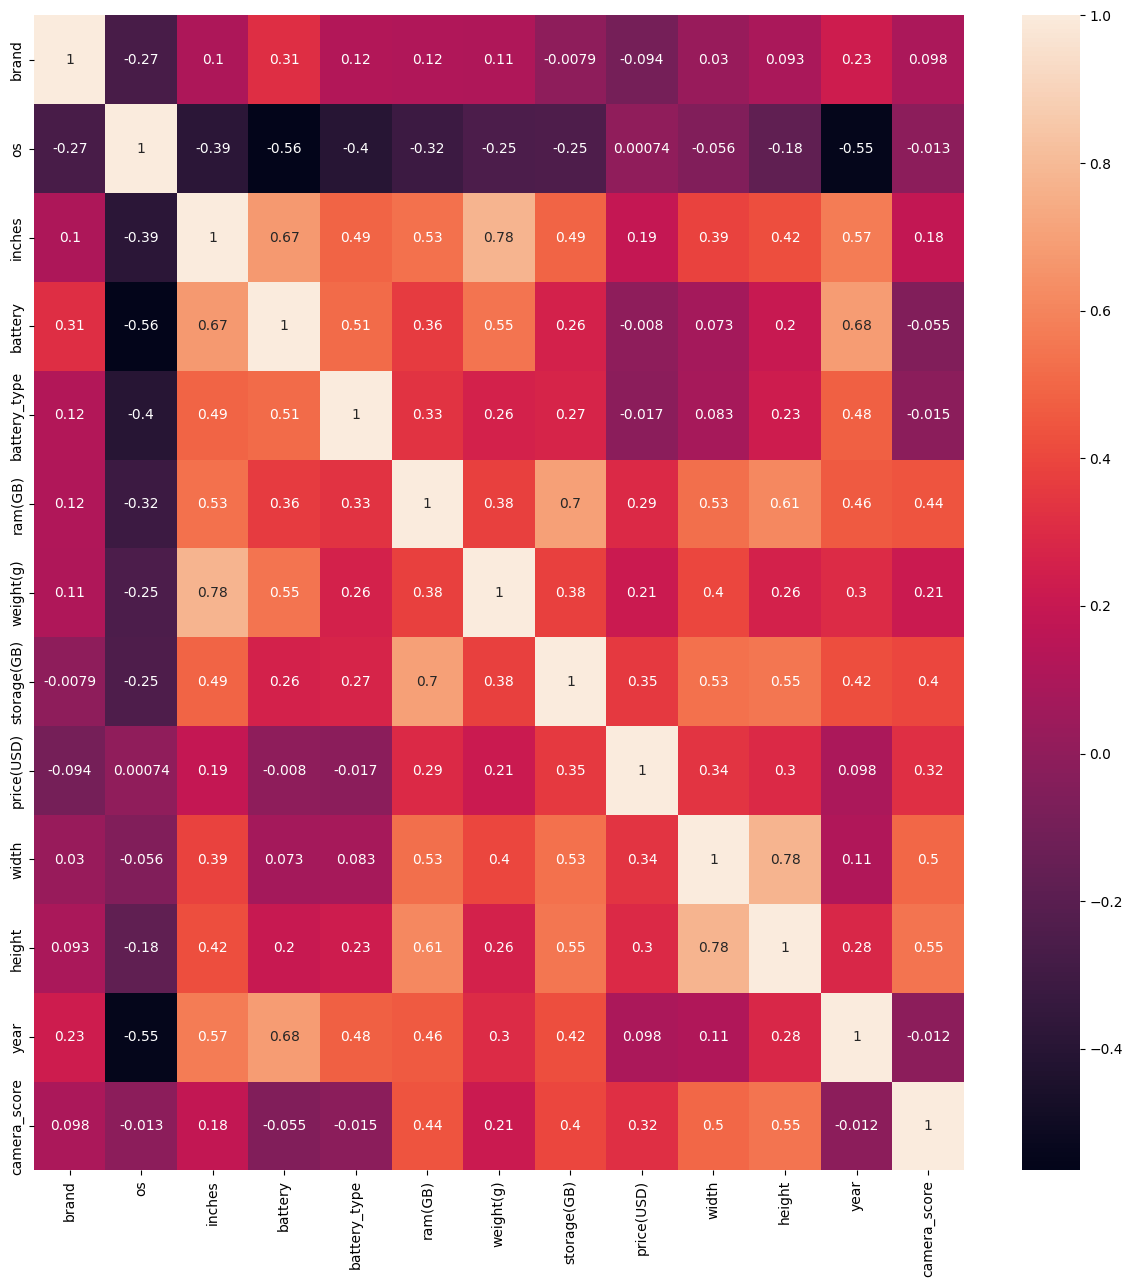 brand 1 -0.27 0.1 0.31 0.12 0.12 0.11 -0.0079 -0.094 0.03 0.093 0.23 0.098
os -0.27 1 -0.39 -0.56 -0.4 -0.32 -0.25 -0.25 0.00074 -0.056 -0.18 -0.55 -0.013
inches 0.1 -0.39 1 0.67 0.49 0.53 0.78 0.49 0.19 0.39 0.42 0.57 0.18
battery 0.31 -0.56 0.67 1 0.51 0.36 0.55 0.26 -0.008 0.073 0.2 0.68 -0.055
battery_type 0.12 -0.4 0.49 0.51 1 0.33 0.26 0.27 -0.017 0.083 0.23 0.48 -0.015
ram(GB) 0.12 -0.32 0.53 0.36 0.33 1 0.38 0.7 0.29 0.53 0.61 0.46 0.44
weight(g) 0.11 -0.25 0.78 0.55 0.26 0.38 1 0.38 0.21 0.4 0.26 0.3 0.21
storage(GB) -0.0079 -0.25 0.49 0.26 0.27 0.7 0.38 1 0.35 0.53 0.55 0.42 0.4
price(USD) -0.094 0.00074 0.19 -0.008 -0.017 0.29 0.21 0.35 1 0.34 0.3 0.098 0.32
width 0.03 -0.056 0.39 0.073 0.083 0.53 0.4 0.53 0.34 1 0.78 0.11 0.5
height 0.093 -0.18 0.42 0.2 0.23 0.61 0.26 0.55 0.3 0.78 1 0.28 0.55
year 0.23 -0.55 0.57 0.68 0.48 0.46 0.3 0.42 0.098 0.11 0.28 1 -0.012
camera_score 0.098 -0.013 0.18 -0.055 -0.015 0.44 0.21 0.4 0.32 0.5 0.55 -0.012 1
brand os inches battery battery_type ram(GB) weight(g) storage(GB) price(USD) width height year camera_score
1.0
0.8
0.6
0.4
0.2
0.0
−0.2
−0.4